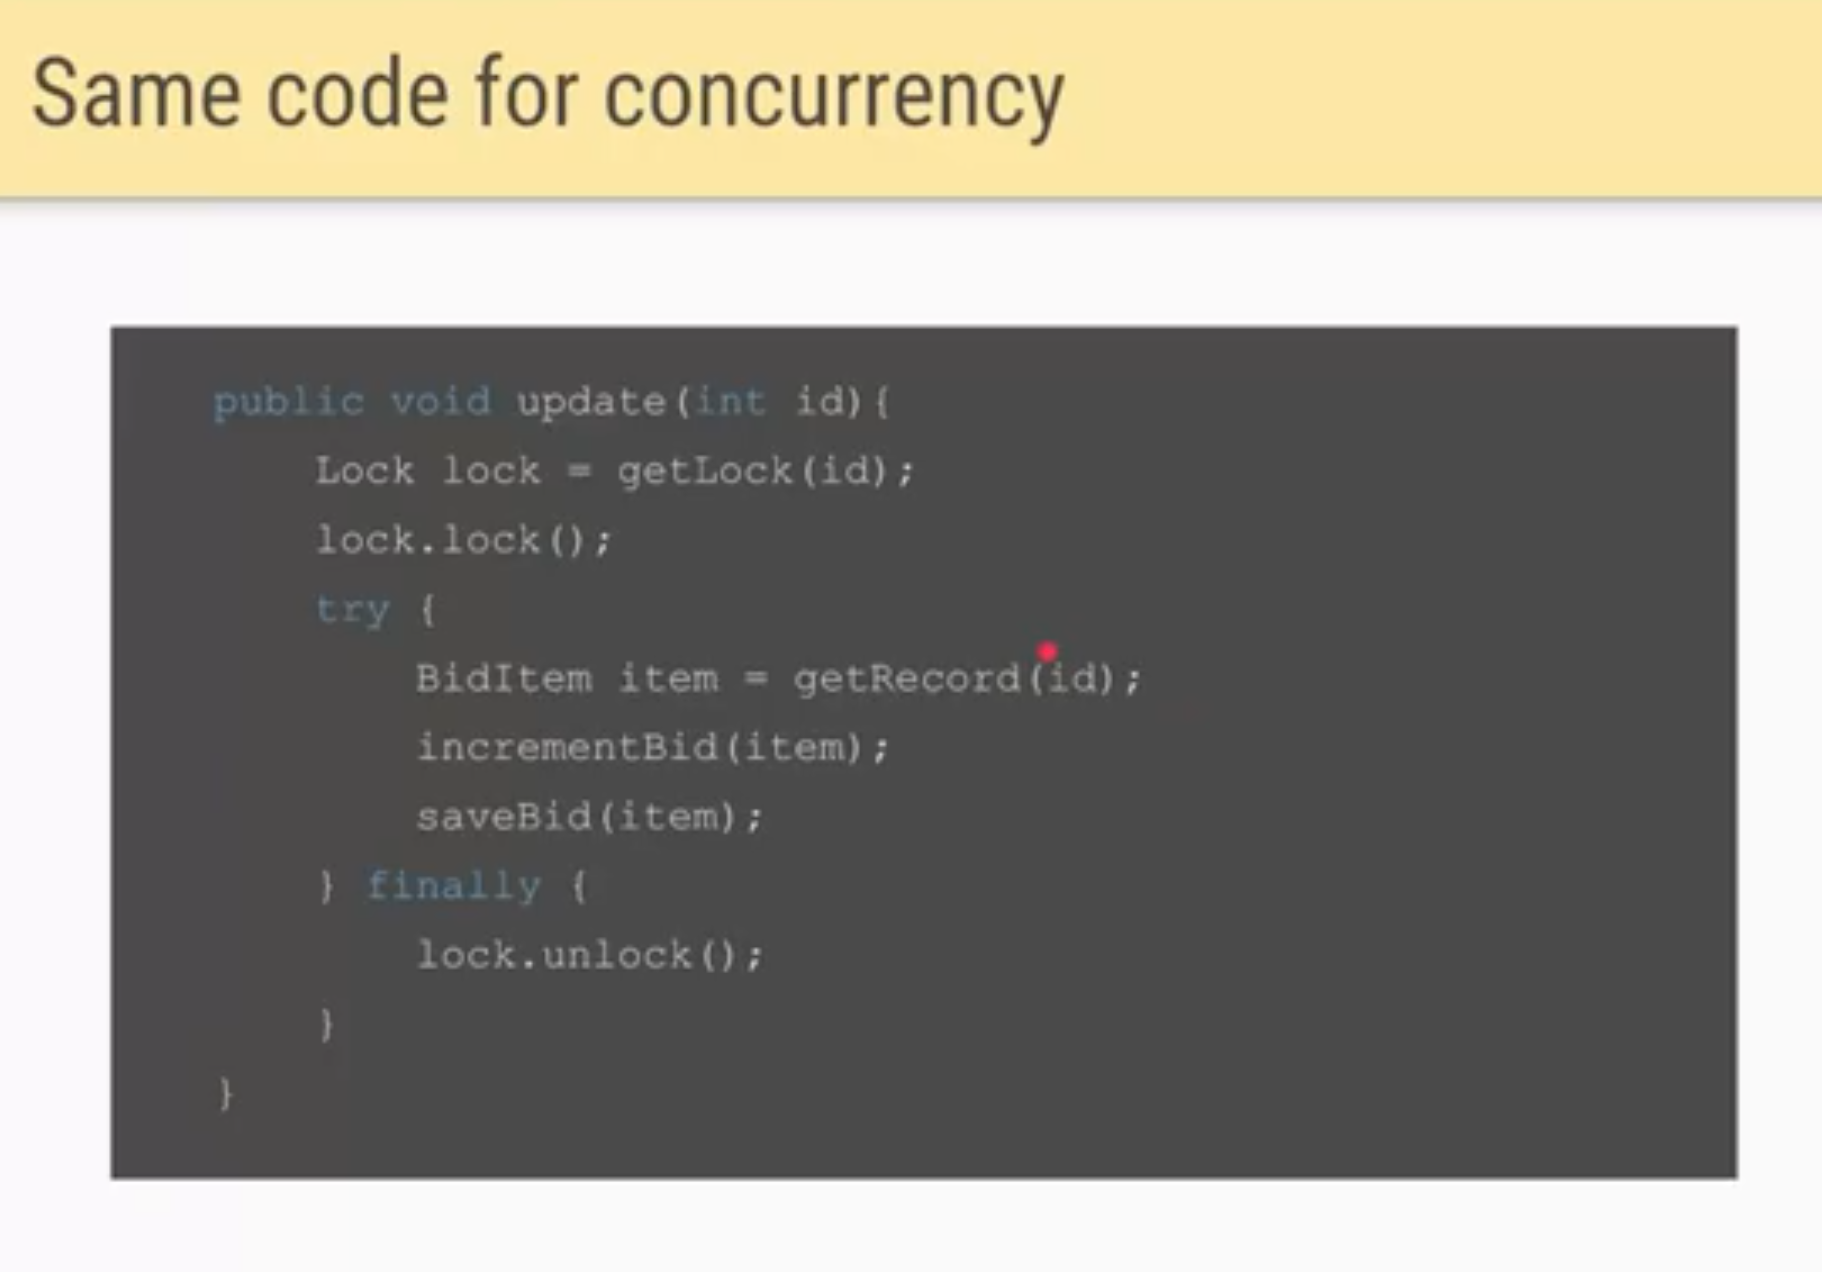 Same code for concurrency
public void update(int id){
Lock lock = getLock(id);
lock.lock();
try {
BidItem item = getRecord(id);
incrementBid(item);
saveBid(item);
} finally {
lock.unlock();
}
}